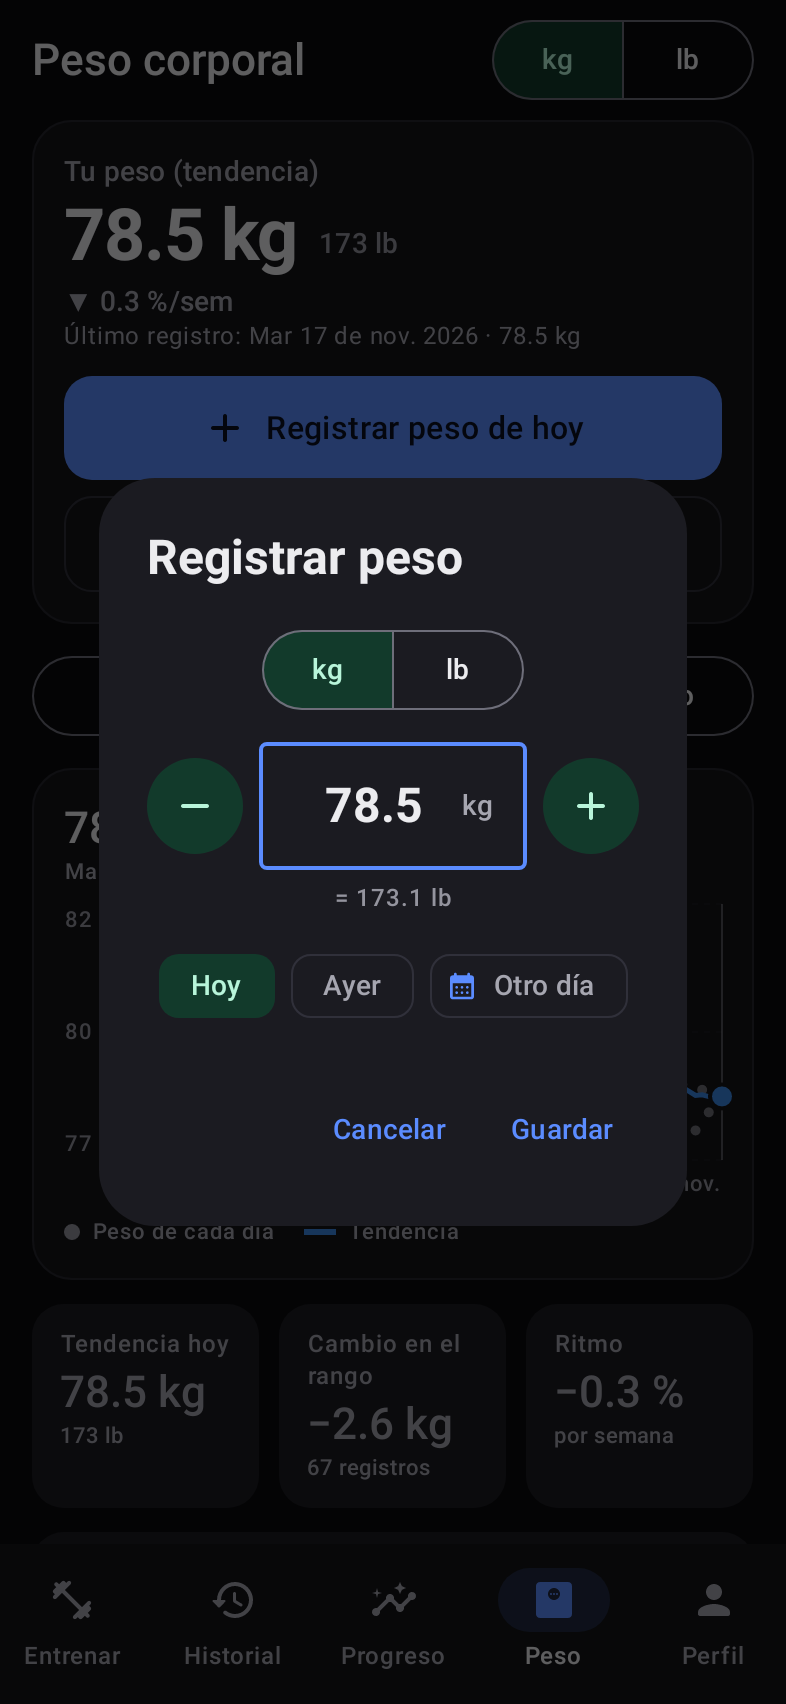 Peso corporal
kg
lb
Tu peso (tendencia)
78.5 kg 173 lb
▼ 0.3 %/sem
Último registro: Mar 17 de nov. 2026 · 78.5 kg
+ Registrar peso de hoy
Registrar peso
kg
lb
− 78.5 kg +
= 173.1 lb
Hoy
Ayer
Otro día
Cancelar
Guardar
82
80
77
Peso de cada día
Tendencia
Tendencia hoy
78.5 kg
173 lb
Cambio en el
rango
−2.6 kg
67 registros
Ritmo
−0.3 %
por semana
Entrenar
Historial
Progreso
Peso
Perfil